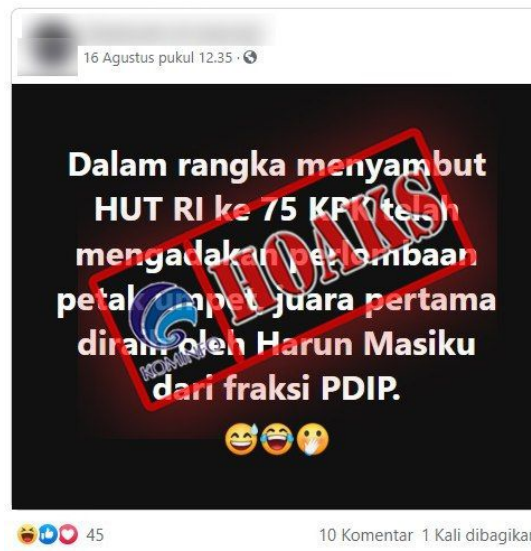 16 Agustus pukul 12.35 ·
Dalam rangka menyambut
HUT RI ke 75 KPK telah
mengadakan perlombaan
petak umpet, juara pertama
diraih oleh Harun Masiku
dari fraksi PDIP.
HOAKS
KOMINFO
45
10 Komentar 1 Kali dibagikan